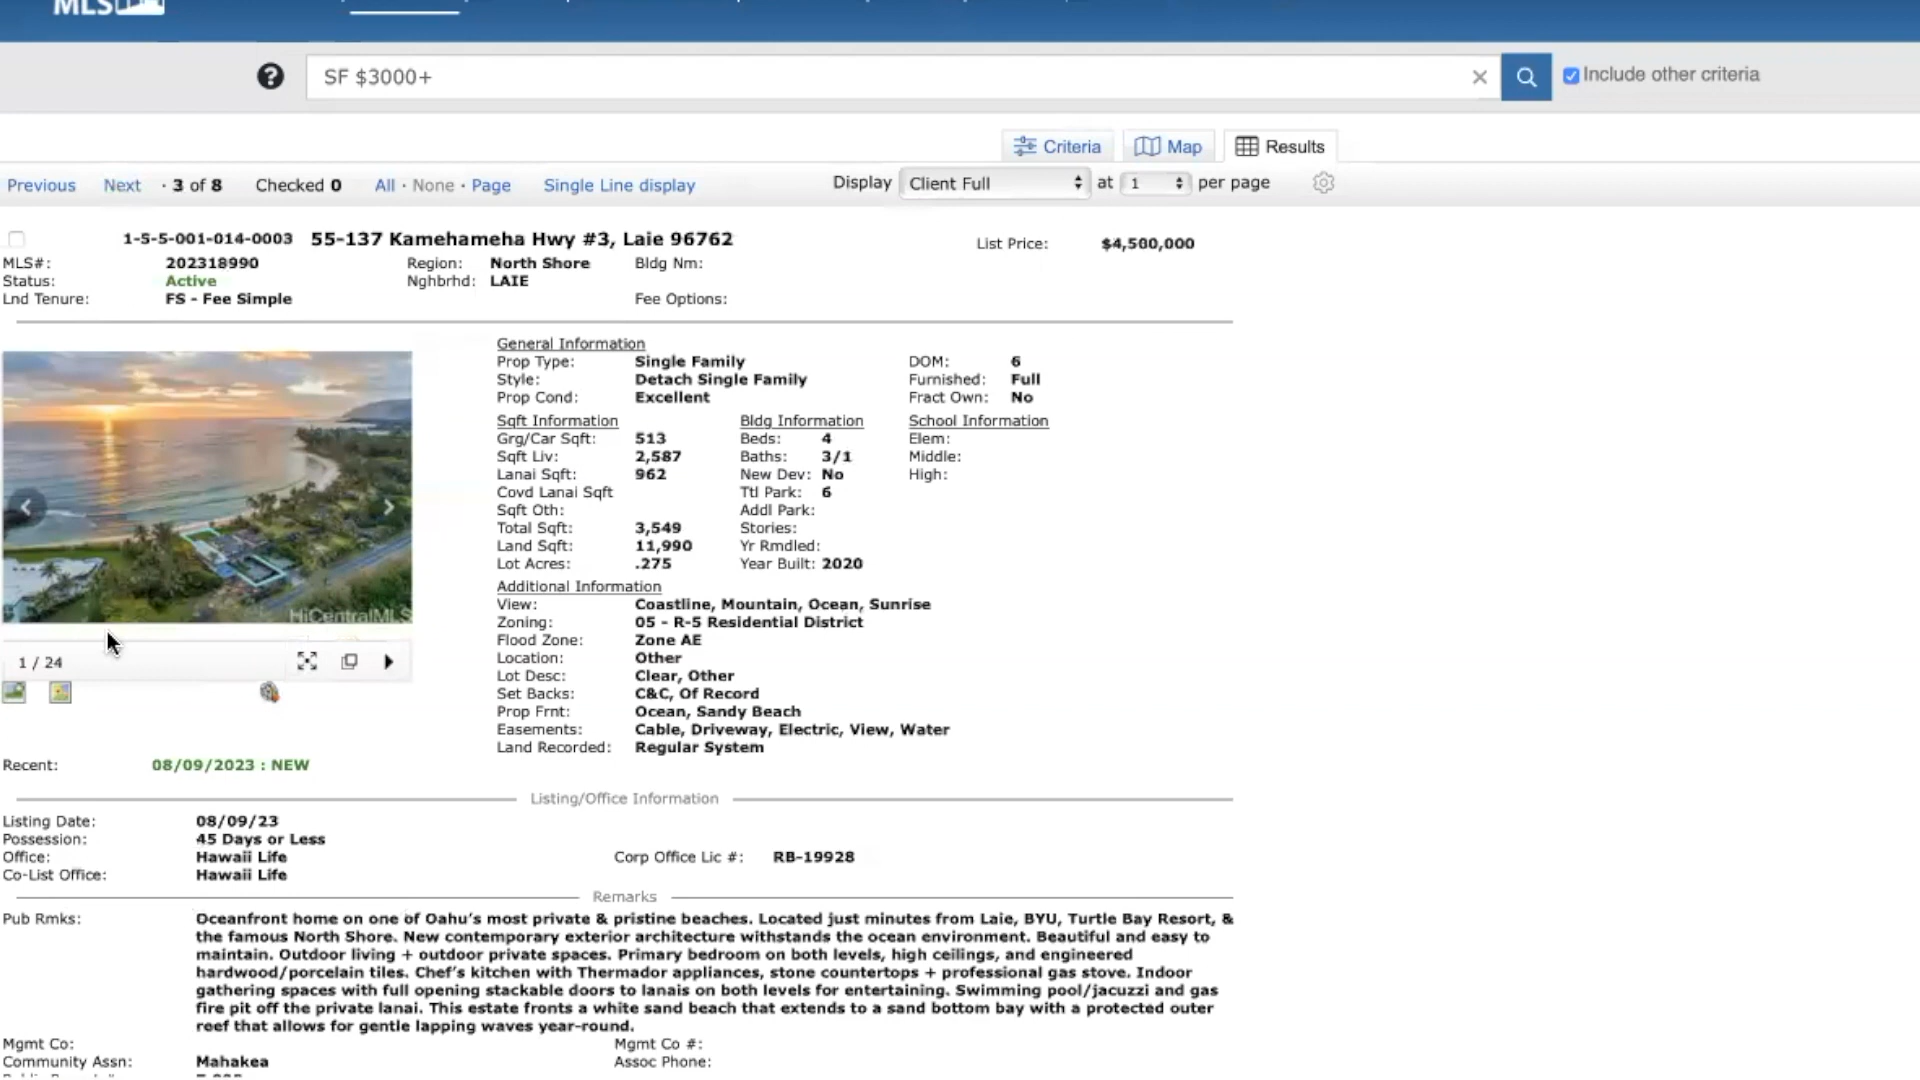 MLS
SF $3000+
Include other criteria
Criteria Map Results
Previous Next · 3 of 8 Checked 0 All · None · Page Single Line display Display Client Full at 1 per page
1-5-5-001-014-0003 55-137 Kamehameha Hwy #3, Laie 96762 List Price: $4,500,000
MLS#: 202318990 Region: North Shore Bldg Nm:
Status: Active Nghbrhd: LAIE
Lnd Tenure: FS - Fee Simple Fee Options:
General Information
Prop Type: Single Family DOM: 6
Style: Detach Single Family Furnished: Full
Prop Cond: Excellent Fract Own: No
Sqft Information Bldg Information School Information
Grg/Car Sqft: 513 Beds: 4 Elem:
Sqft Liv: 2,587 Baths: 3/1 Middle:
Lanai Sqft: 962 New Dev: No High:
Covd Lanai Sqft Ttl Park: 6
Sqft Oth: Addl Park:
Total Sqft: 3,549 Stories:
Land Sqft: 11,990 Yr Rmdled:
Lot Acres: .275 Year Built: 2020
Additional Information
View: Coastline, Mountain, Ocean, Sunrise
Zoning: 05 - R-5 Residential District
Flood Zone: Zone AE
Location: Other
Lot Desc: Clear, Other
Set Backs: C&C, Of Record
Prop Frnt: Ocean, Sandy Beach
Easements: Cable, Driveway, Electric, View, Water
Land Recorded: Regular System
HiCentralMLS
1 / 24
Recent: 08/09/2023 : NEW
Listing/Office Information
Listing Date: 08/09/23
Possession: 45 Days or Less
Office: Hawaii Life Corp Office Lic #: RB-19928
Co-List Office: Hawaii Life
Remarks
Pub Rmks: Oceanfront home on one of Oahu's most private & pristine beaches. Located just minutes from Laie, BYU, Turtle Bay Resort, &
the famous North Shore. New contemporary exterior architecture withstands the ocean environment. Beautiful and easy to
maintain. Outdoor living + outdoor private spaces. Primary bedroom on both levels, high ceilings, and engineered
hardwood/porcelain tiles. Chef's kitchen with Thermador appliances, stone countertops + professional gas stove. Indoor
gathering spaces with full opening stackable doors to lanais on both levels for entertaining. Swimming pool/jacuzzi and gas
fire pit off the private lanai. This estate fronts a white sand beach that extends to a sand bottom bay with a protected outer
reef that allows for gentle lapping waves year-round.
Mgmt Co: Mgmt Co #:
Community Assn: Mahakea Assoc Phone: